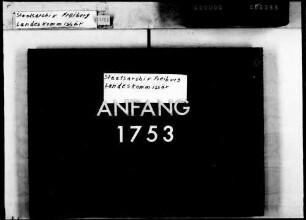 Staatsarchiv Freiburg
Landeskommissär
Staatsarchiv Freiburg
Landeskommissär
ANFANG
1753